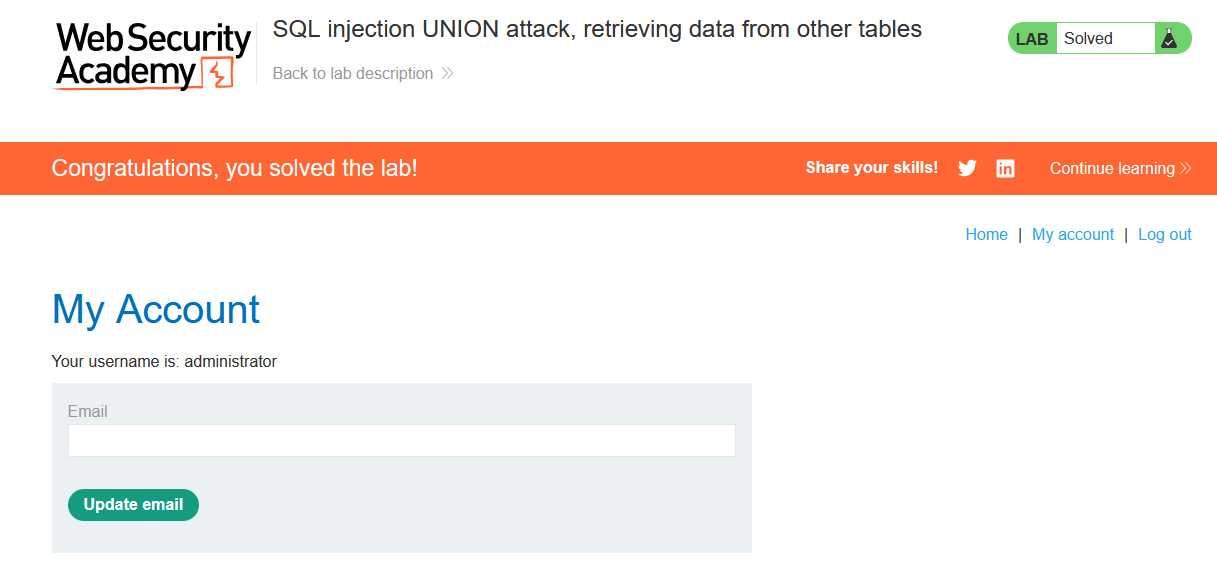 Web Security
Academy
SQL injection UNION attack, retrieving data from other tables
Back to lab description
LAB Solved
Congratulations, you solved the lab!
Share your skills!
Continue learning
Home | My account | Log out
My Account
Your username is: administrator
Email
Update email